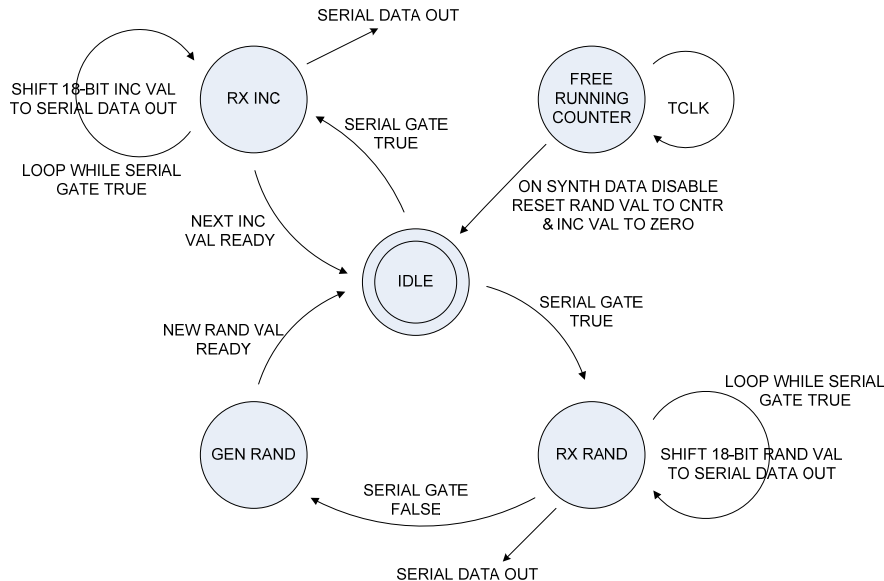 SERIAL DATA OUT
SHIFT 18-BIT INC VAL
TO SERIAL DATA OUT
RX INC
LOOP WHILE SERIAL
GATE TRUE
SERIAL GATE
TRUE
FREE
RUNNING
COUNTER
TCLK
ON SYNTH DATA DISABLE
RESET RAND VAL TO CNTR
& INC VAL TO ZERO
NEXT INC
VAL READY
IDLE
SERIAL GATE
TRUE
NEW RAND VAL
READY
LOOP WHILE SERIAL
GATE TRUE
GEN RAND
RX RAND
SHIFT 18-BIT RAND VAL
TO SERIAL DATA OUT
SERIAL GATE
FALSE
SERIAL DATA OUT